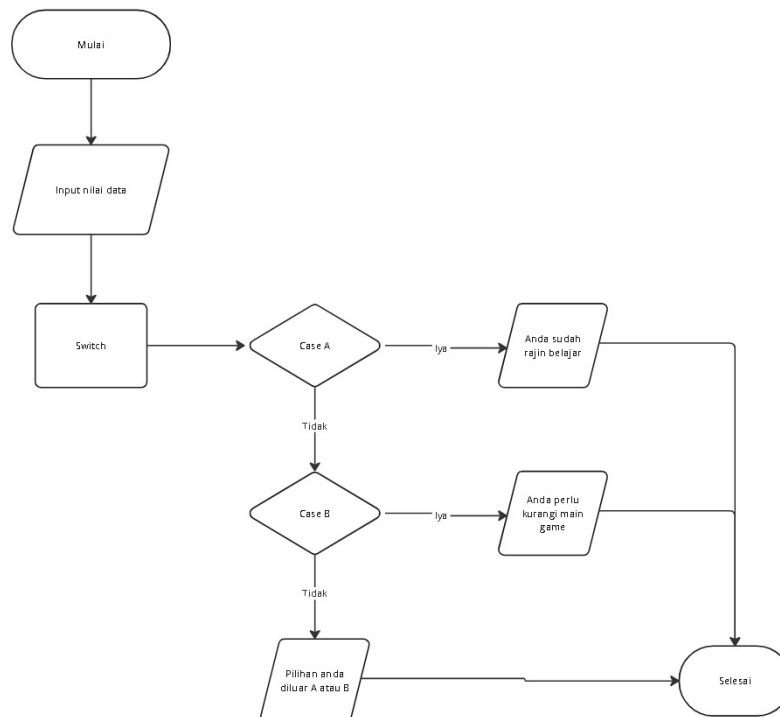 Mulai
Input nilai data
Switch
Case A
Iya
Anda sudah
rajin belajar
Tidak
Case B
Iya
Anda perlu
kurangi main
game
Tidak
Pilihan anda
diluar A atau B
Selesai